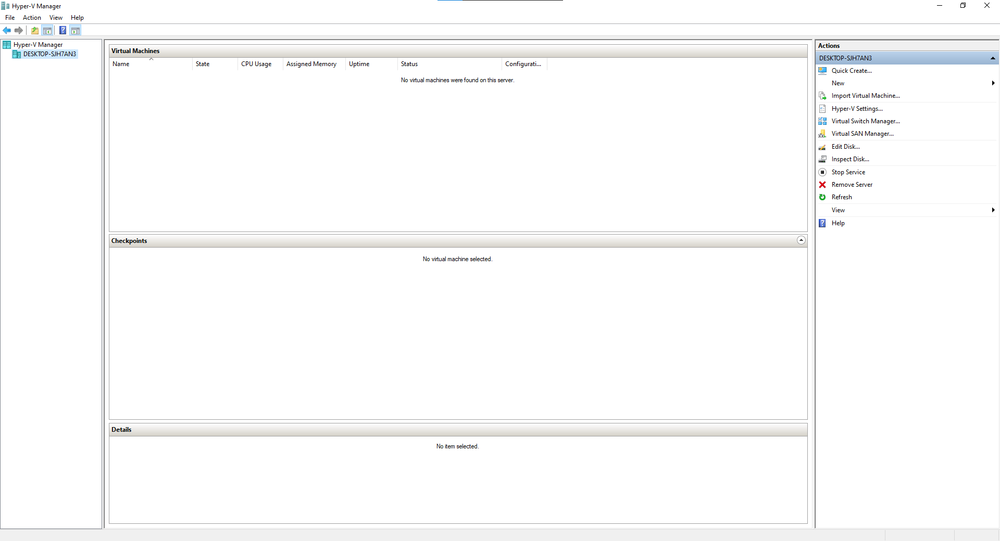 Hyper-V Manager
File Action View Help
Hyper-V Manager
DESKTOP-SJH7AN3
Virtual Machines
Name State CPU Usage Assigned Memory Uptime Status Configurati...
No virtual machines were found on this server.
Checkpoints
No virtual machine selected.
Details
No item selected.
Actions
DESKTOP-SJH7AN3
Quick Create...
New
Import Virtual Machine...
Hyper-V Settings...
Virtual Switch Manager...
Virtual SAN Manager...
Edit Disk...
Inspect Disk...
Stop Service
Remove Server
Refresh
View
Help